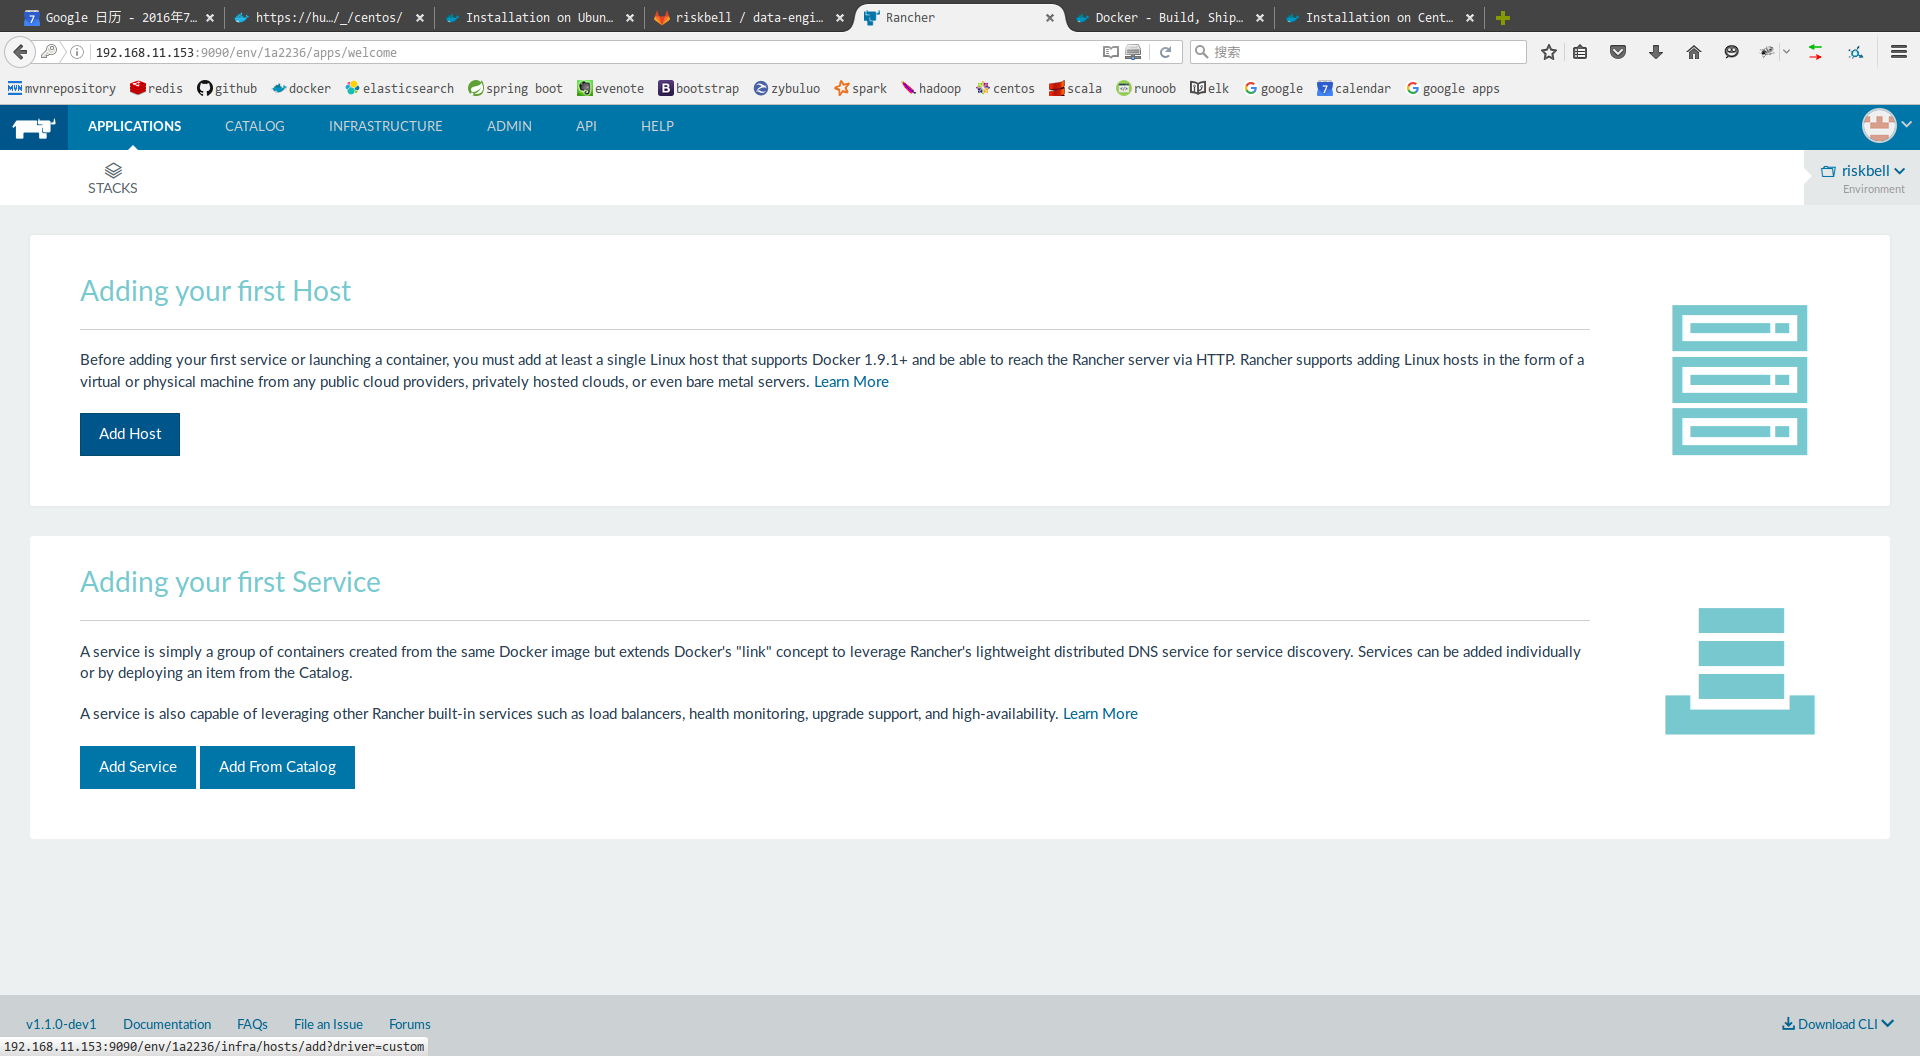 Google 日历 - 2016年7...
https://hu.../_/centos/
Installation on Ubun...
riskbell / data-engi...
Rancher
Docker - Build, Ship...
Installation on Cent...
192.168.11.153:9090/env/1a2236/apps/welcome
搜索
mvnrepository
redis
github
docker
elasticsearch
spring boot
evenote
bootstrap
zybuluo
spark
hadoop
centos
scala
runoob
elk
google
calendar
google apps
APPLICATIONS
CATALOG
INFRASTRUCTURE
ADMIN
API
HELP
STACKS
riskbell
Environment
Adding your first Host
Before adding your first service or launching a container, you must add at least a single Linux host that supports Docker 1.9.1+ and be able to reach the Rancher server via HTTP. Rancher supports adding Linux hosts in the form of a
virtual or physical machine from any public cloud providers, privately hosted clouds, or even bare metal servers. Learn More
Add Host
Adding your first Service
A service is simply a group of containers created from the same Docker image but extends Docker's "link" concept to leverage Rancher's lightweight distributed DNS service for service discovery. Services can be added individually
or by deploying an item from the Catalog.
A service is also capable of leveraging other Rancher built-in services such as load balancers, health monitoring, upgrade support, and high-availability. Learn More
Add Service
Add From Catalog
v1.1.0-dev1
Documentation
FAQs
File an Issue
Forums
Download CLI
192.168.11.153:9090/env/1a2236/infra/hosts/add?driver=custom